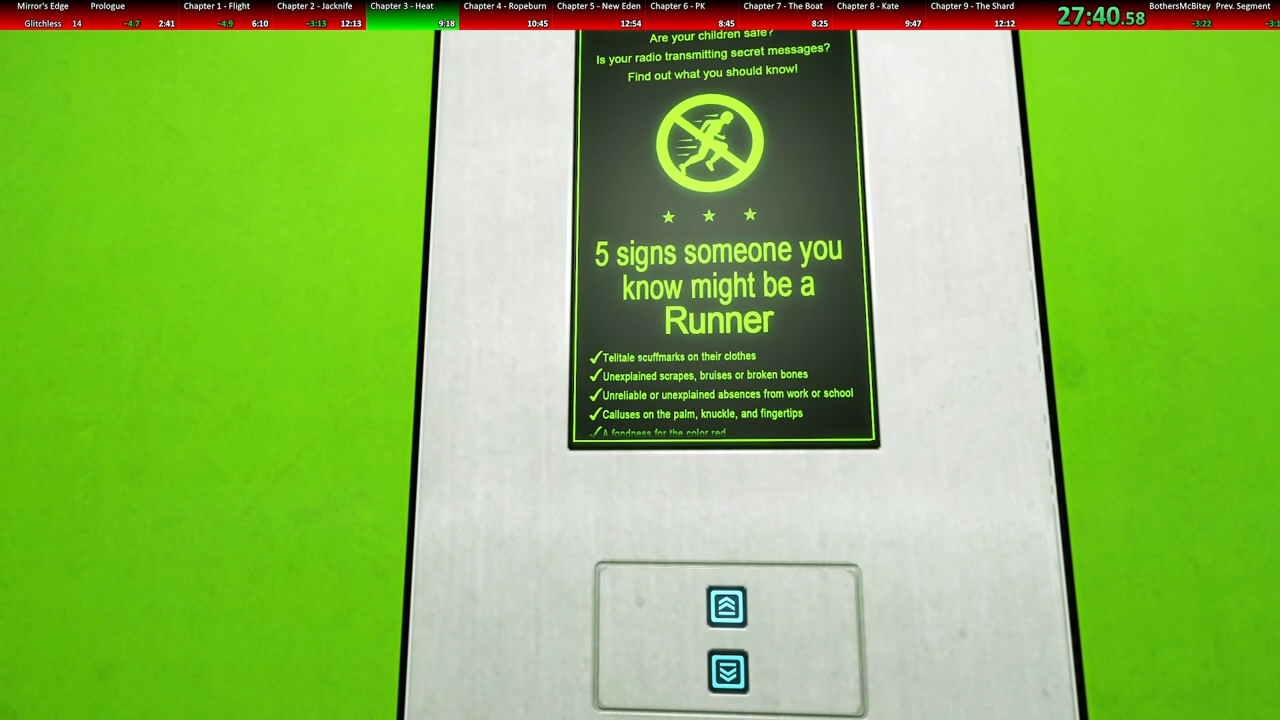 Mirror's Edge Prologue Chapter 1 - Flight Chapter 2 - Jacknife Chapter 3 - Heat Chapter 4 - Ropeburn Chapter 5 - New Eden Chapter 6 - PK Chapter 7 - The Boat Chapter 8 - Kate Chapter 9 - The Shard 27:40.58 BothersMcBitey Prev. Segment
Glitchless 14 -4.7 2:41 -4.9 6:10 -3:13 12:13 9:18 10:45 12:54 8:45 8:25 9:47 12:12 -3:22
Are your children safe?
Is your radio transmitting secret messages?
Find out what you should know!
5 signs someone you
know might be a
Runner
Telltale scuffmarks on their clothes
Unexplained scrapes, bruises or broken bones
Unreliable or unexplained absences from work or school
Calluses on the palm, knuckle, and fingertips
A fondness for the color red